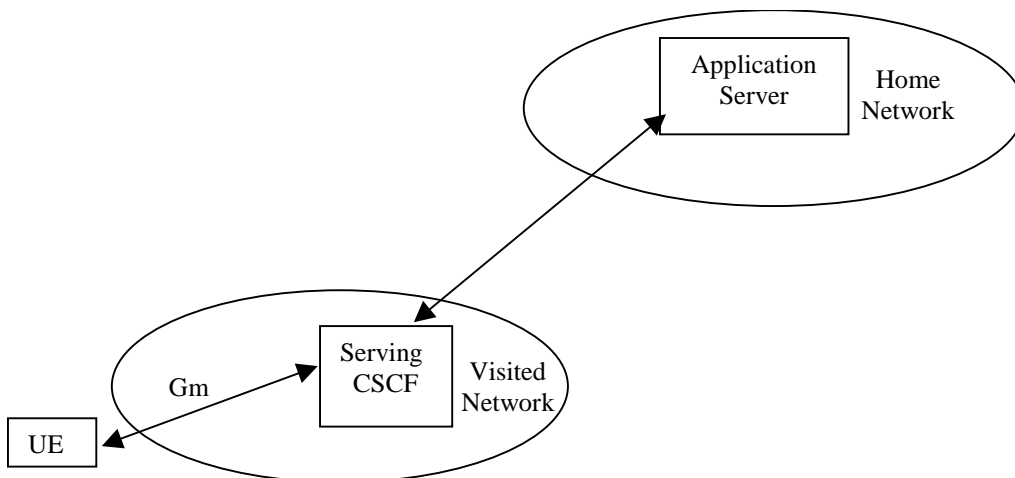 Application
Server
Home
Network
Serving
CSCF
Visited
Network
Gm
UE